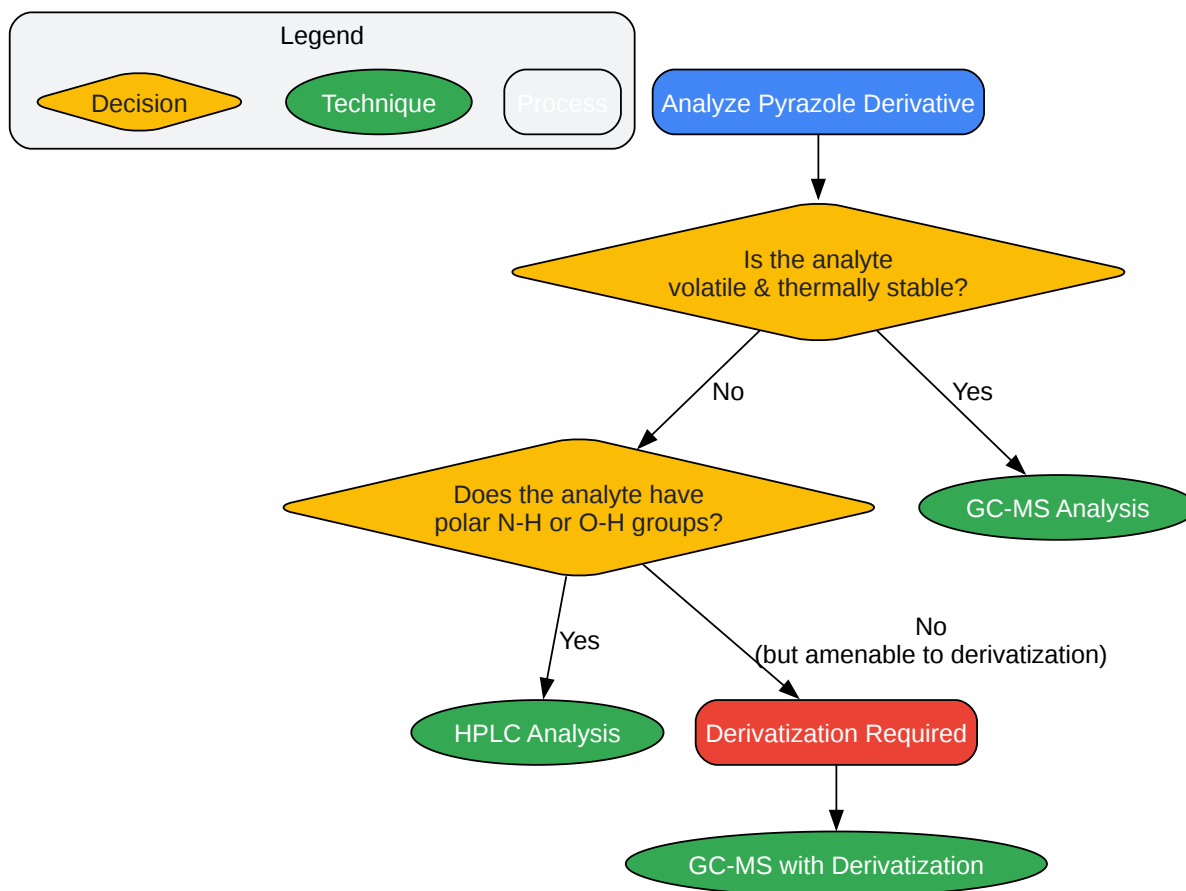 Legend
Decision
Technique
Process
Analyze Pyrazole Derivative
Is the analyte
volatile & thermally stable?
No
Yes
Does the analyte have
polar N-H or O-H groups?
GC-MS Analysis
Yes
No
(but amenable to derivatization)
HPLC Analysis
Derivatization Required
GC-MS with Derivatization